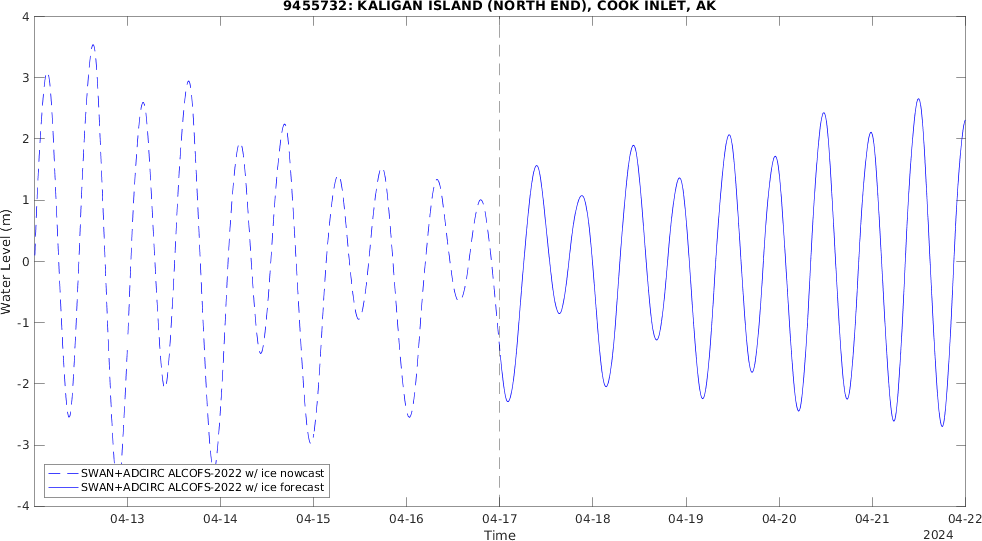 9455732: KALIGAN ISLAND (NORTH END), COOK INLET, AK
4
3
2
1
0
-1
-2
-3
-4
Water Level (m)
SWAN+ADCIRC ALCOFS-2022 w/ ice nowcast
SWAN+ADCIRC ALCOFS-2022 w/ ice forecast
04-13 04-14 04-15 04-16 04-17 04-18 04-19 04-20 04-21 04-22
Time
2024